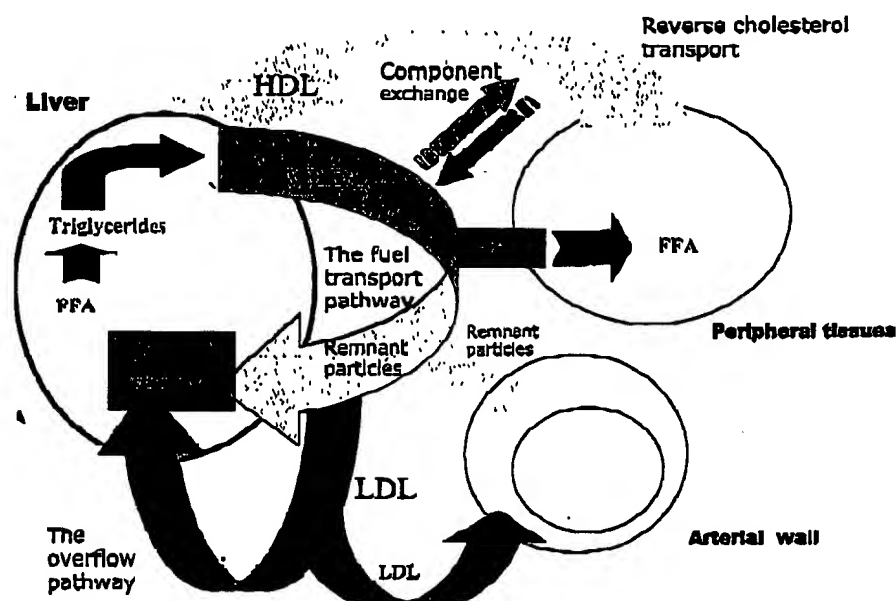 Reverse cholesterol
transport
Component
exchange
HDL
Liver
Triglycerides
FFA
The fuel
transport
pathway
FFA
Peripheral tissues
Remnant
particles
Remnant
particles
LDL
The
overflow
pathway
LDL
Arterial wall